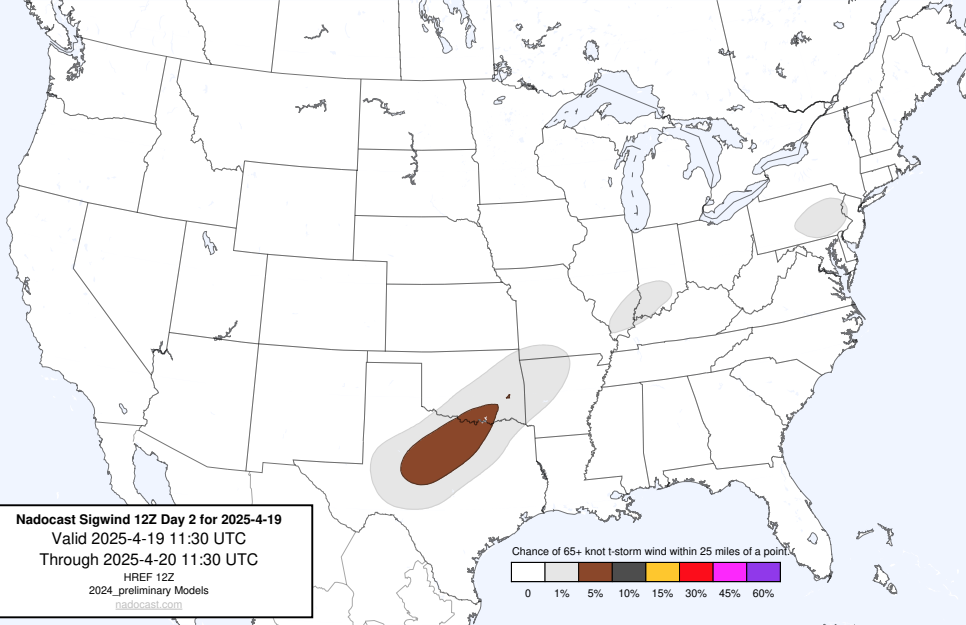 Nadocast Sigwind 12Z Day 2 for 2025-4-19
Valid 2025-4-19 11:30 UTC
Through 2025-4-20 11:30 UTC
HREF 12Z
2024_preliminary Models
nadocast.com
Chance of 65+ knot t-storm wind within 25 miles of a point.
0 1% 5% 10% 15% 30% 45% 60%